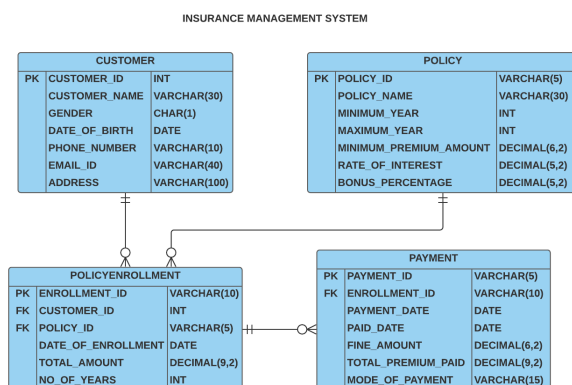 INSURANCE MANAGEMENT SYSTEM
CUSTOMER
PK CUSTOMER_ID INT
CUSTOMER_NAME VARCHAR(30)
GENDER CHAR(1)
DATE_OF_BIRTH DATE
PHONE_NUMBER VARCHAR(10)
EMAIL_ID VARCHAR(40)
ADDRESS VARCHAR(100)
POLICY
PK POLICY_ID VARCHAR(5)
POLICY_NAME VARCHAR(30)
MINIMUM_YEAR INT
MAXIMUM_YEAR INT
MINIMUM_PREMIUM_AMOUNT DECIMAL(6,2)
RATE_OF_INTEREST DECIMAL(5,2)
BONUS_PERCENTAGE DECIMAL(5,2)
POLICYENROLLMENT
PK ENROLLMENT_ID VARCHAR(10)
FK CUSTOMER_ID INT
FK POLICY_ID VARCHAR(5)
DATE_OF_ENROLLMENT DATE
TOTAL_AMOUNT DECIMAL(9,2)
NO_OF_YEARS INT
PAYMENT
PK PAYMENT_ID VARCHAR(5)
FK ENROLLMENT_ID VARCHAR(10)
PAYMENT_DATE DATE
PAID_DATE DATE
FINE_AMOUNT DECIMAL(6,2)
TOTAL_PREMIUM_PAID DECIMAL(9,2)
MODE_OF_PAYMENT VARCHAR(15)